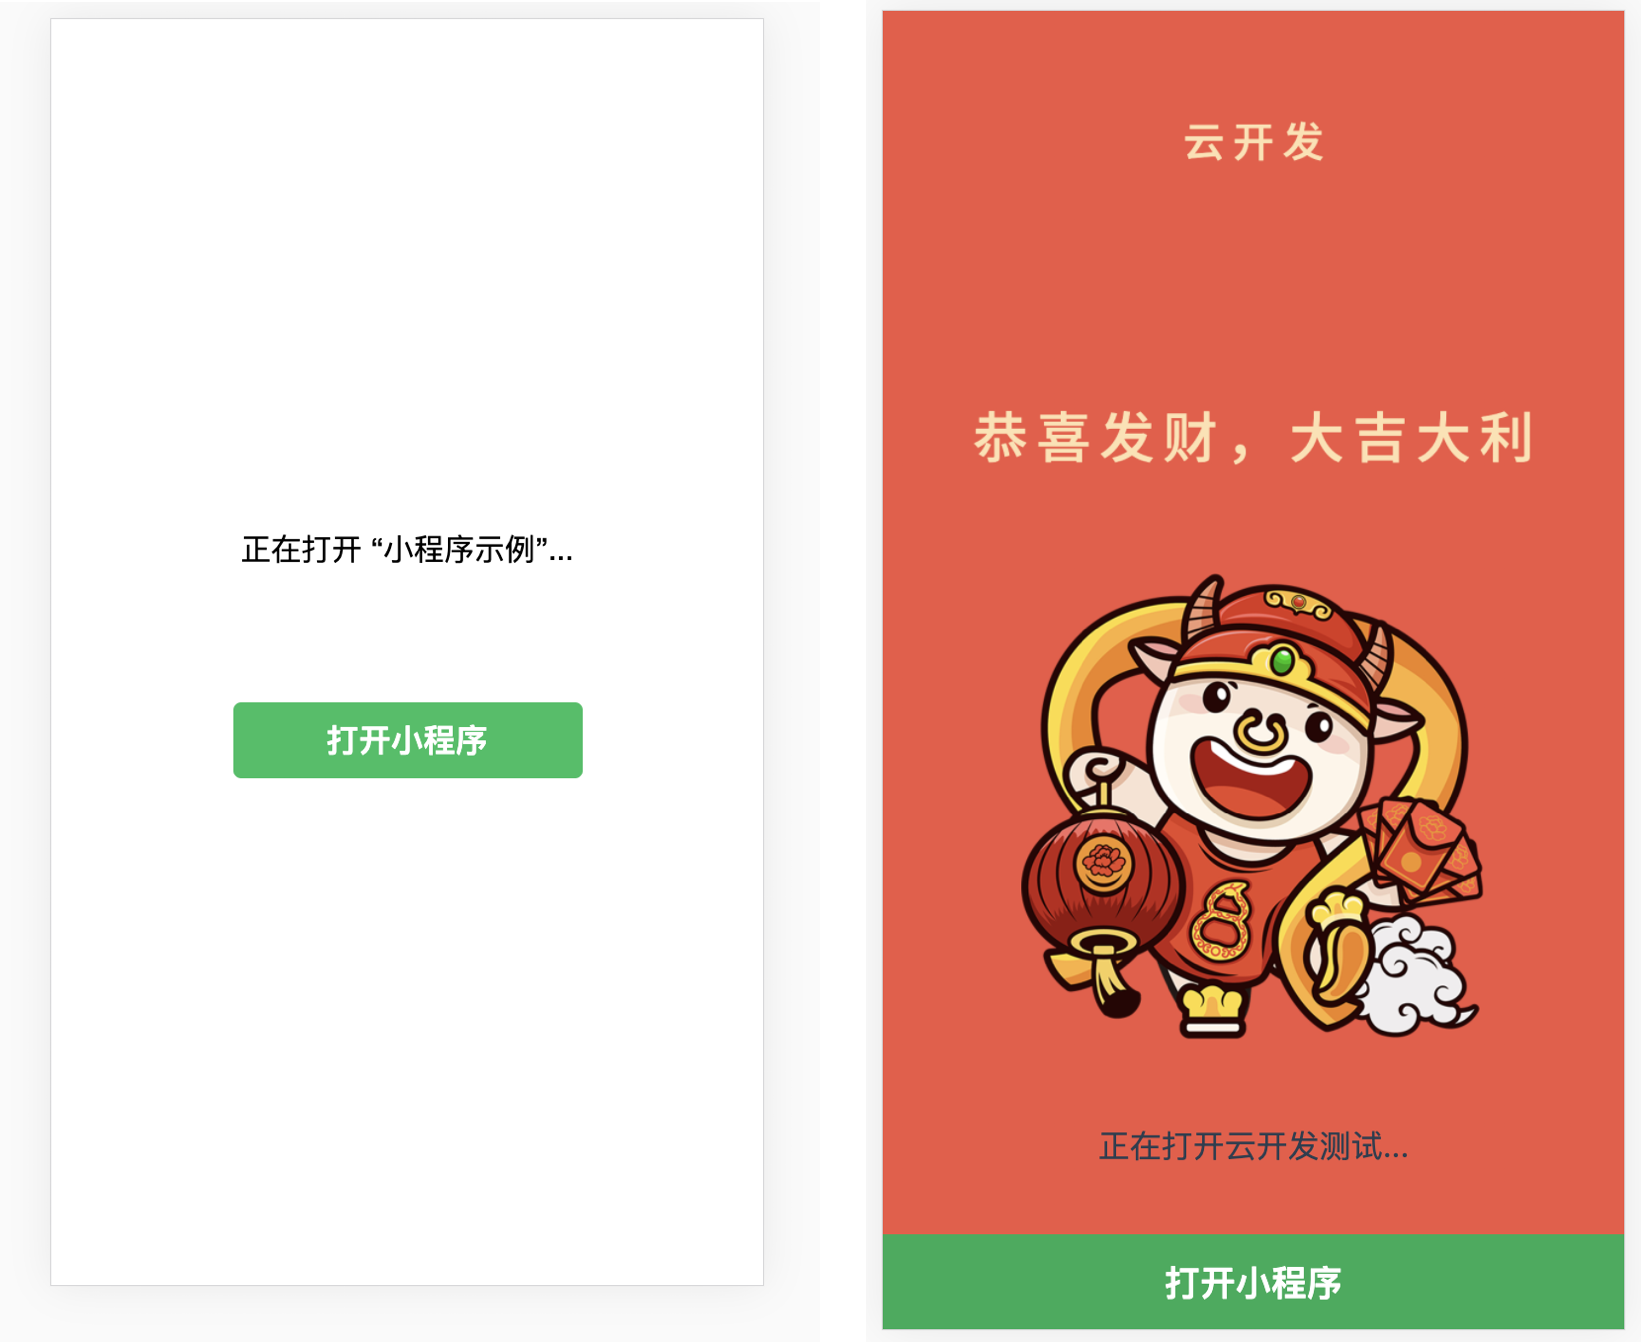 正在打开 “小程序示例”...
打开小程序
云开发
恭喜发财，大吉大利
正在打开云开发测试...
打开小程序